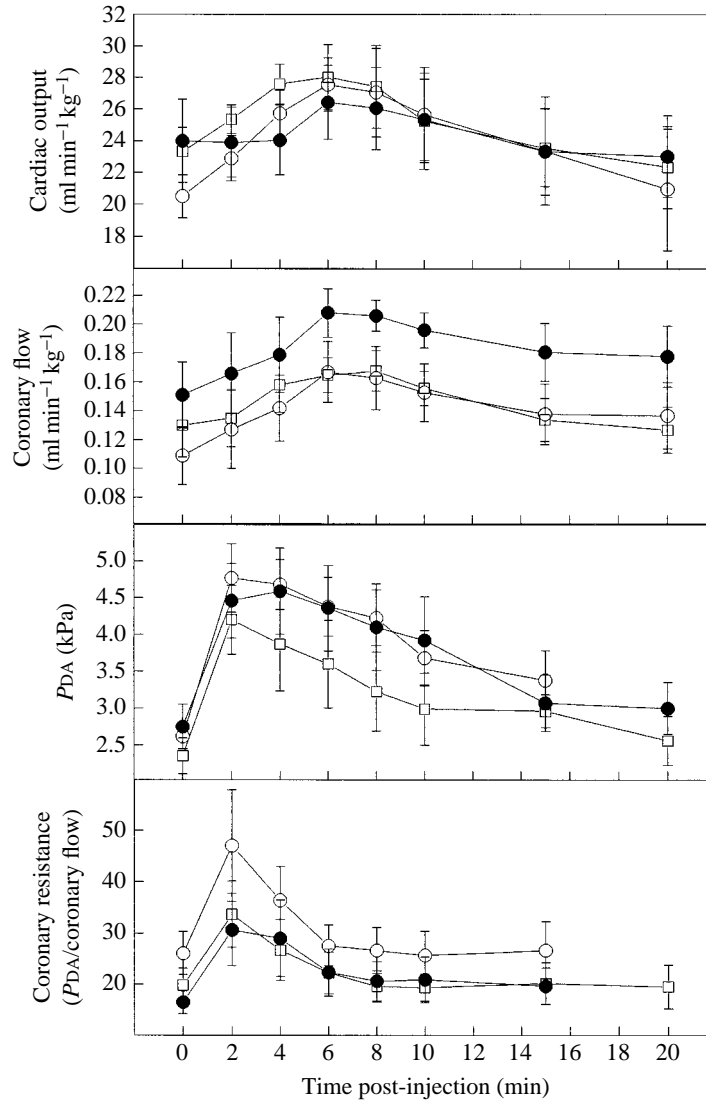 32
30
28
26
24
22
20
18
Cardiac output
(ml min⁻¹ kg⁻¹)
0.22
0.20
0.18
0.16
0.14
0.12
0.10
0.08
Coronary flow
(ml min⁻¹ kg⁻¹)
5.0
4.5
4.0
3.5
3.0
2.5
PDA (kPa)
50
40
30
20
Coronary resistance
(PDA/coronary flow)
0 2 4 6 8 10 12 14 16 18 20
Time post-injection (min)